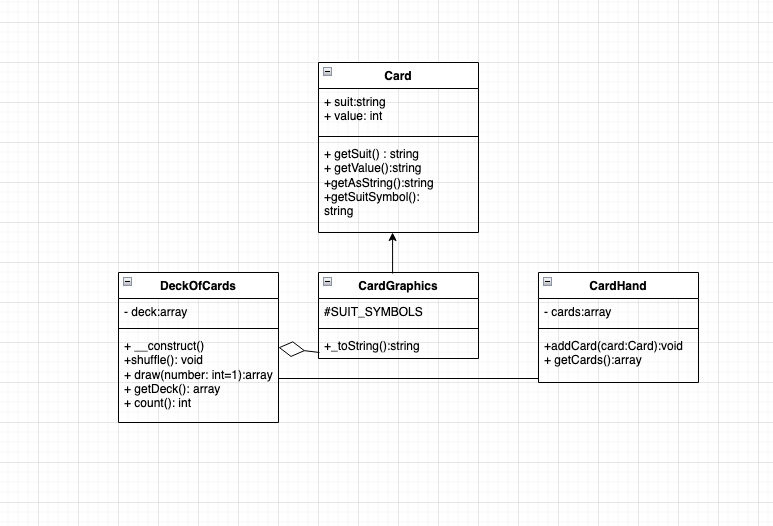 Card
+ suit:string
+ value: int
+ getSuit() : string
+ getValue():string
+getAsString():string
+getSuitSymbol():
string
DeckOfCards
- deck:array
+ __construct()
+shuffle(): void
+ draw(number: int=1):array
+ getDeck(): array
+ count(): int
CardGraphics
#SUIT_SYMBOLS
+_toString():string
CardHand
- cards:array
+addCard(card:Card):void
+ getCards():array